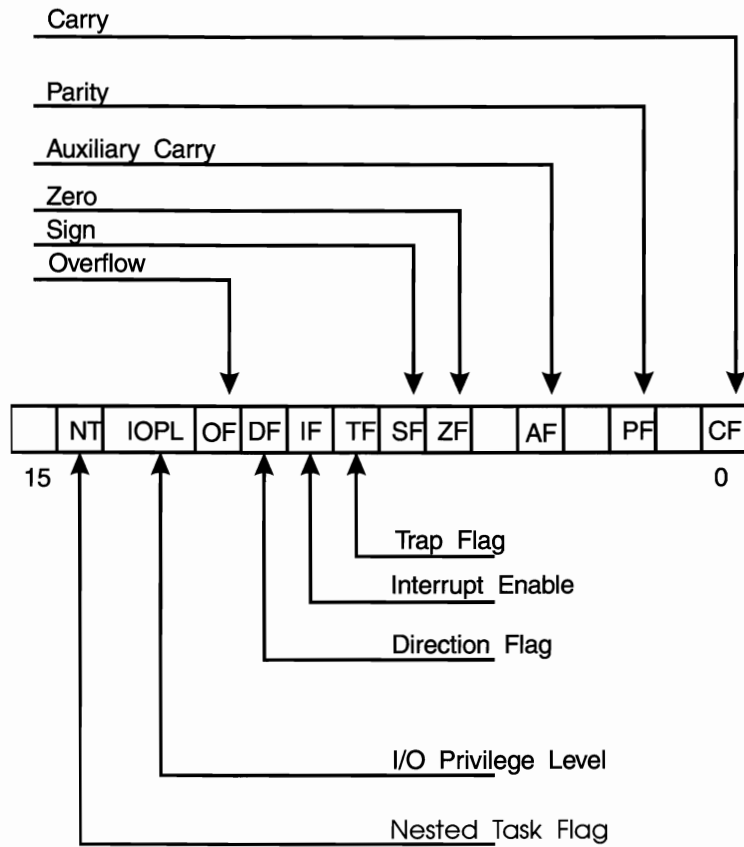 Carry
Parity
Auxiliary Carry
Zero
Sign
Overflow
NT IOPL OF DF IF TF SF ZF AF PF CF
15 0
Trap Flag
Interrupt Enable
Direction Flag
I/O Privilege Level
Nested Task Flag